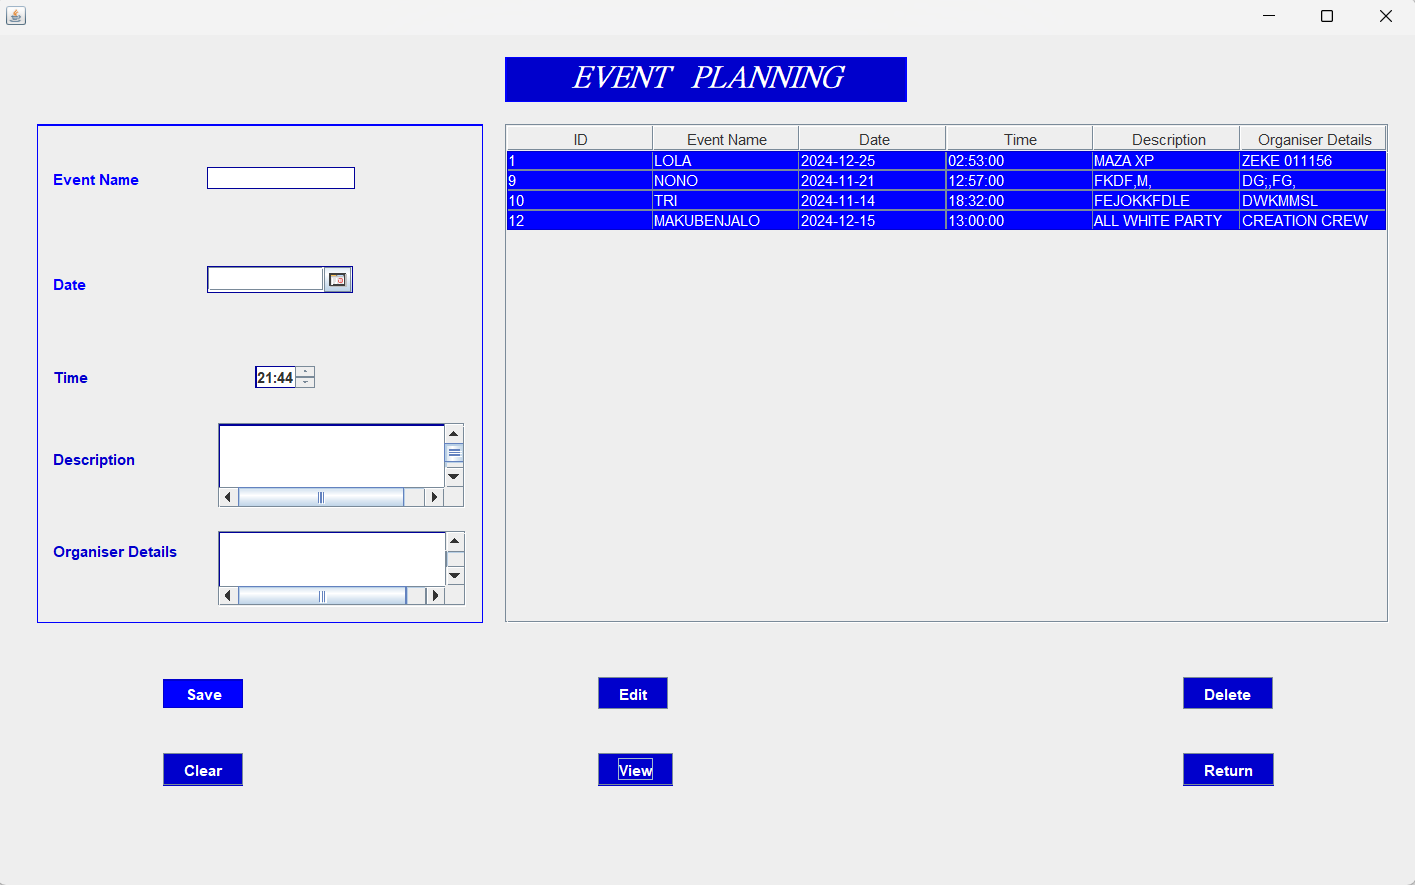 EVENT PLANNING
Event Name
Date
Time
21:44
Description
Organiser Details
ID Event Name Date Time Description Organiser Details
1 LOLA 2024-12-25 02:53:00 MAZA XP ZEKE 011156
9 NONO 2024-11-21 12:57:00 FKDF,M, DG;,FG,
10 TRI 2024-11-14 18:32:00 FEJOKKFDLE DWKMMSL
12 MAKUBENJALO 2024-12-15 13:00:00 ALL WHITE PARTY CREATION CREW
Save Edit Delete
Clear View Return